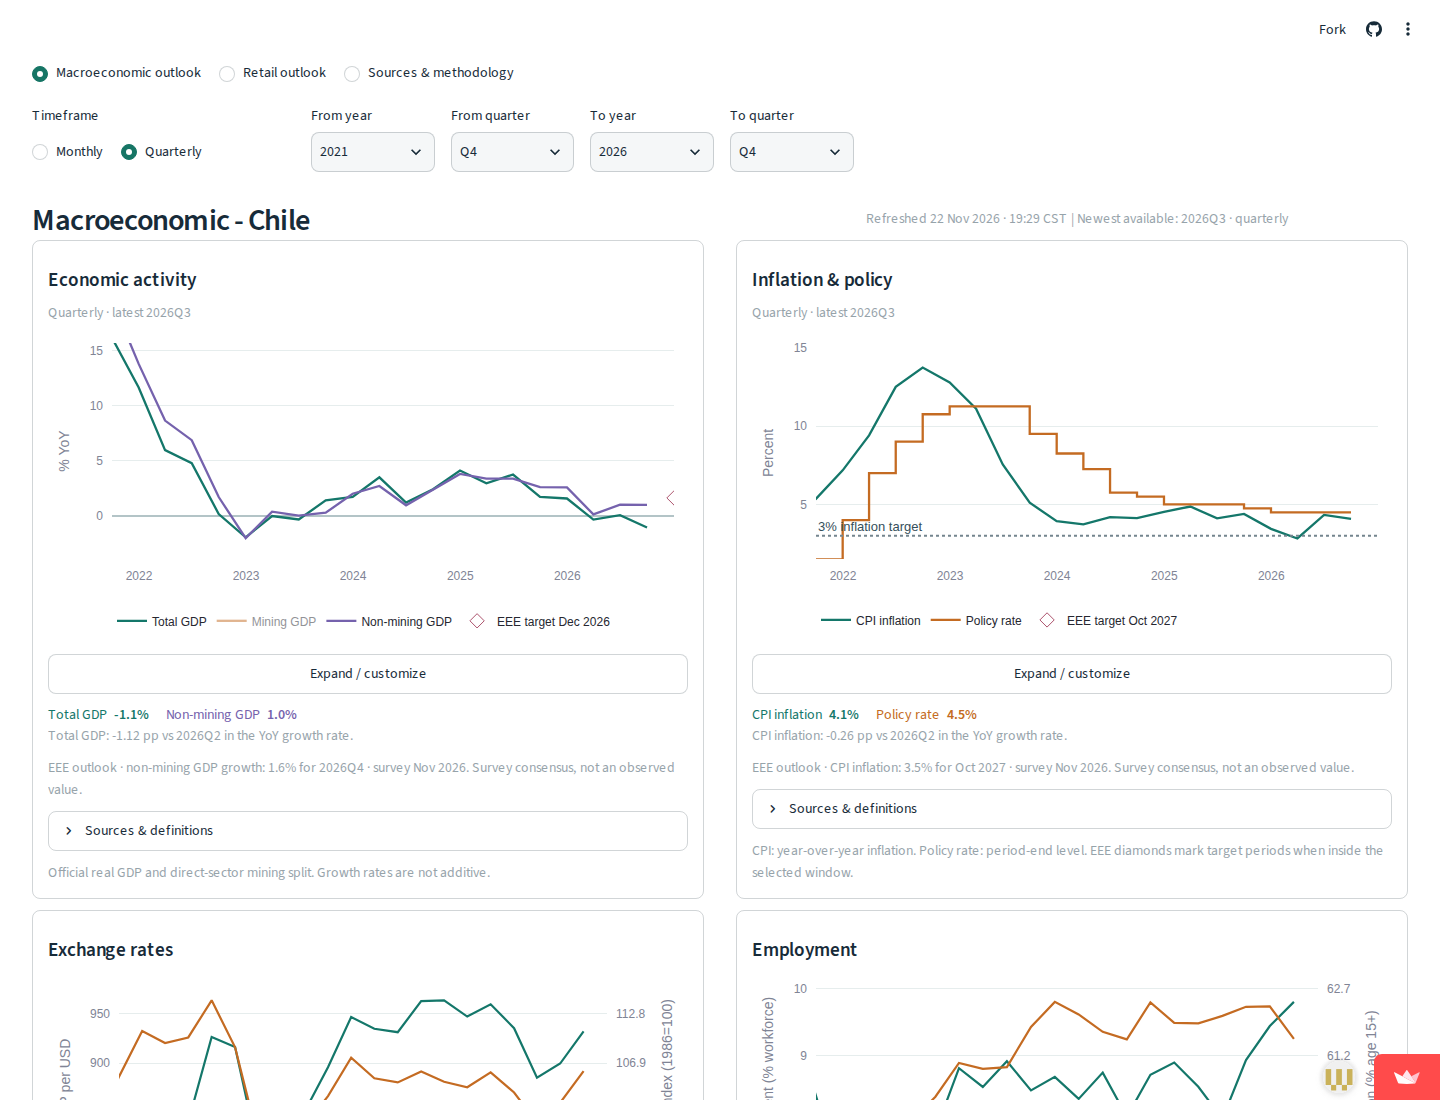 Fork
Macroeconomic outlook Retail outlook Sources & methodology
Timeframe From year From quarter To year To quarter
Monthly Quarterly 2021 Q4 2026 Q4
Macroeconomic - Chile
Refreshed 22 Nov 2026 · 19:29 CST | Newest available: 2026Q3 · quarterly
Economic activity
Quarterly · latest 2026Q3
15
10
5
0
% YoY
2022 2023 2024 2025 2026
Total GDP Mining GDP Non-mining GDP EEE target Dec 2026
Expand / customize
Total GDP -1.1% Non-mining GDP 1.0%
Total GDP: -1.12 pp vs 2026Q2 in the YoY growth rate.
EEE outlook · non-mining GDP growth: 1.6% for 2026Q4 · survey Nov 2026. Survey consensus, not an observed
value.
Sources & definitions
Official real GDP and direct-sector mining split. Growth rates are not additive.
Inflation & policy
Quarterly · latest 2026Q3
15
10
5
Percent
3% inflation target
2022 2023 2024 2025 2026
CPI inflation Policy rate EEE target Oct 2027
Expand / customize
CPI inflation 4.1% Policy rate 4.5%
CPI inflation: -0.26 pp vs 2026Q2 in the YoY growth rate.
EEE outlook · CPI inflation: 3.5% for Oct 2027 · survey Nov 2026. Survey consensus, not an observed value.
Sources & definitions
CPI: year-over-year inflation. Policy rate: period-end level. EEE diamonds mark target periods when inside the
selected window.
Exchange rates
950 112.8
900 106.9
per USD
(1986=100)
Employment
10 62.7
9 61.2
(% workforce)
(% age 15+)